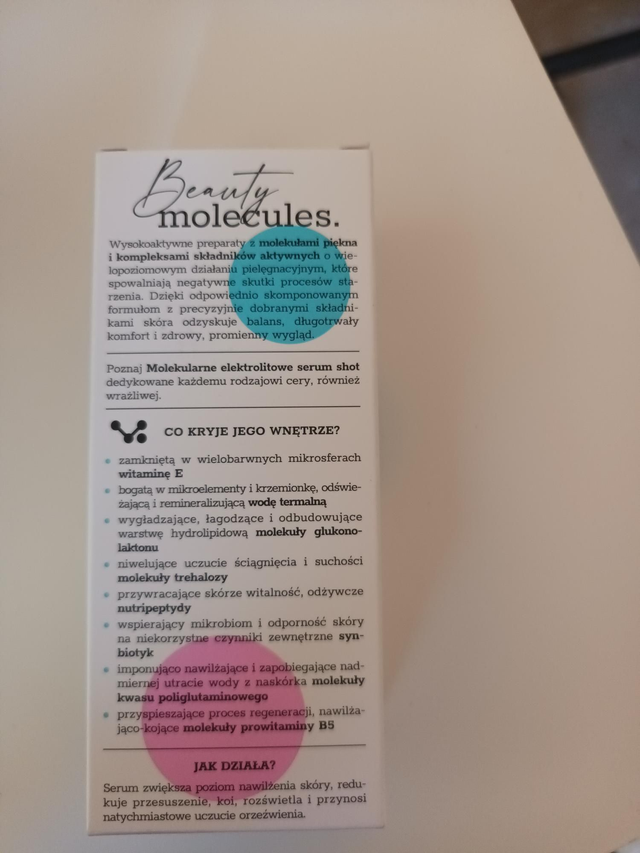 Beauty
molecules.
Wysokoaktywne preparaty z molekułami piękna
i kompleksami składników aktywnych o wie-
lopoziomowym działaniu pielęgnacyjnym, które
spowalniają negatywne skutki procesów sta-
rzenia. Dzięki odpowiednio skomponowanym
formułom z precyzyjnie dobranymi składni-
kami skóra odzyskuje balans, długotrwały
komfort i zdrowy, promienny wygląd.
Poznaj Molekularne elektrolitowe serum shot
dedykowane każdemu rodzajowi cery, również
wrażliwej.
CO KRYJE JEGO WNĘTRZE?
• zamkniętą w wielobarwnych mikrosferach
witaminę E
• bogatą w mikroelementy i krzemionkę, odświe-
żającą i remineralizującą wodę termalną
• wygładzające, łagodzące i odbudowujące
warstwę hydrolipidową molekuły glukono-
laktonu
• niwelujące uczucie ściągnięcia i suchości
molekuły trehalozy
• przywracające skórze witalność, odżywcze
nutripeptydy
• wspierający mikrobiom i odporność skóry
na niekorzystne czynniki zewnętrzne syn-
biotyk
• imponująco nawilżające i zapobiegające nad-
miernej utracie wody z naskórka molekuły
kwasu poliglutaminowego
• przyspieszające proces regeneracji, nawilża-
jąco-kojące molekuły prowitaminy B5
JAK DZIAŁA?
Serum zwiększa poziom nawilżenia skóry, redu-
kuje przesuszenie, koi, rozświetla i przynosi
natychmiastowe uczucie orzeźwienia.